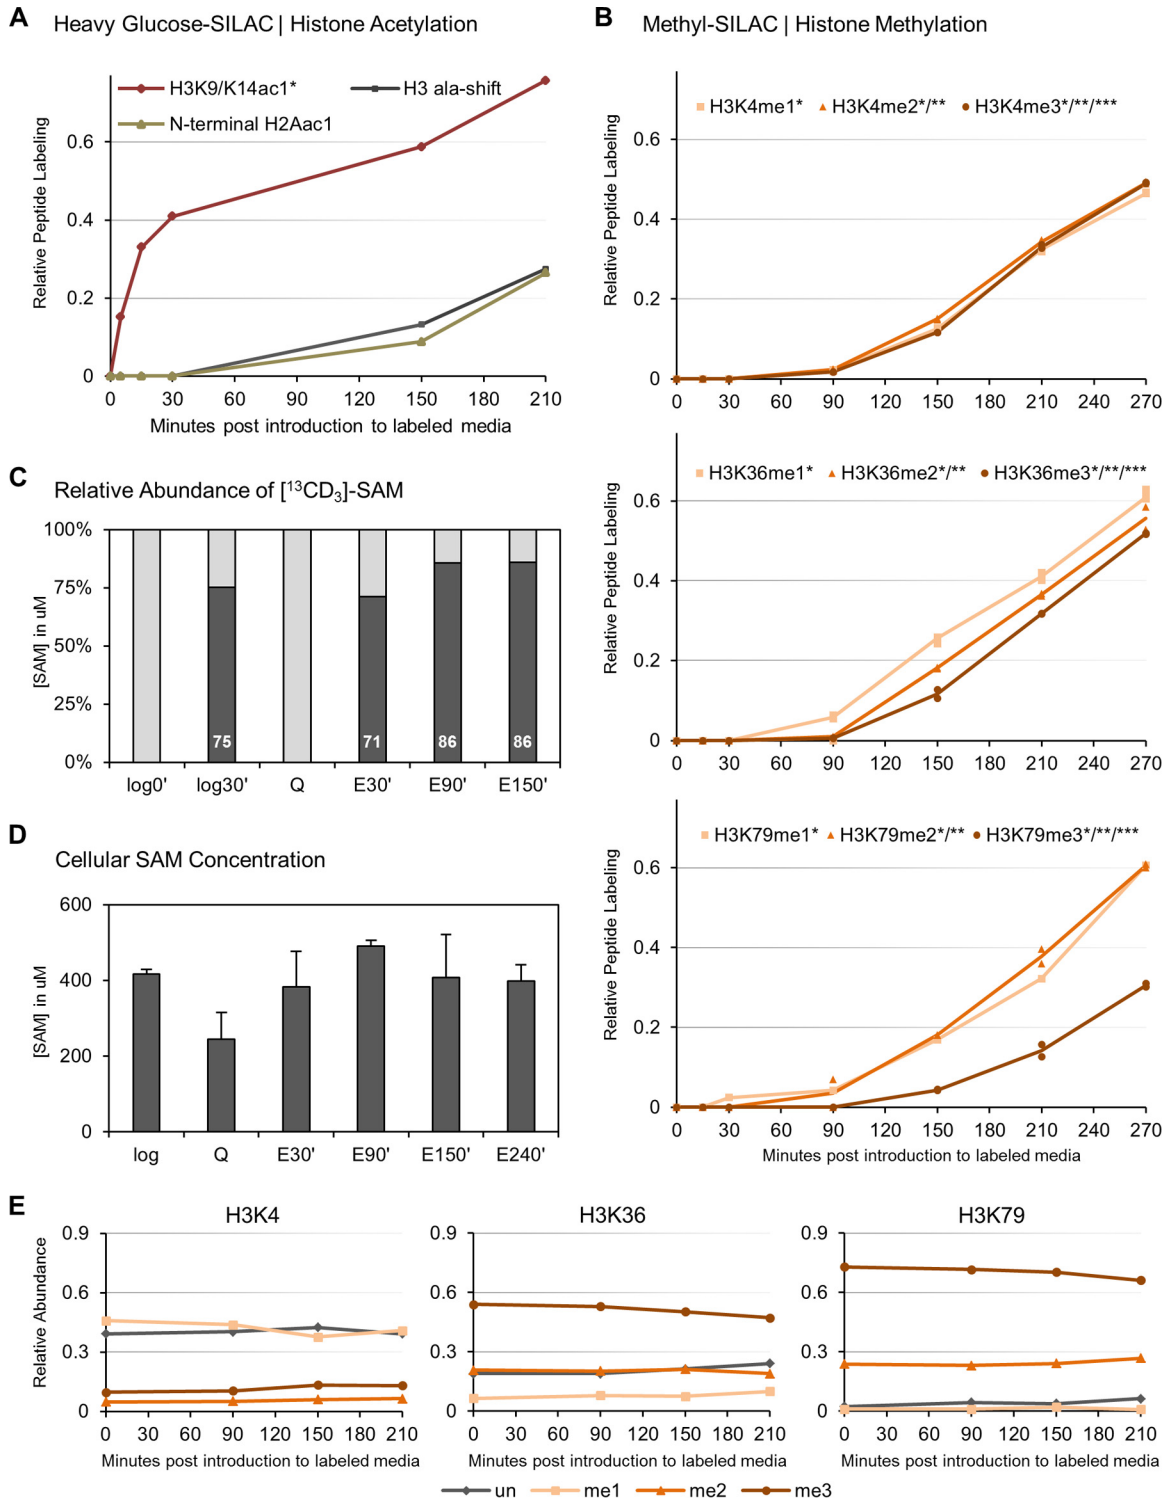 A Heavy Glucose-SILAC | Histone Acetylation
H3K9/K14ac1* H3 ala-shift
N-terminal H2Aac1
Relative Peptide Labeling
0.6
0.4
0.2
0
0 30 60 90 120 150 180 210
Minutes post introduction to labeled media
B Methyl-SILAC | Histone Methylation
H3K4me1* H3K4me2*/** H3K4me3*/**/***
Relative Peptide Labeling
0.6
0.4
0.2
0
0 30 60 90 120 150 180 210 240 270
H3K36me1* H3K36me2*/** H3K36me3*/**/***
Relative Peptide Labeling
0.6
0.4
0.2
0
0 30 60 90 120 150 180 210 240 270
H3K79me1* H3K79me2*/** H3K79me3*/**/***
Relative Peptide Labeling
0.6
0.4
0.2
0
0 30 60 90 120 150 180 210 240 270
Minutes post introduction to labeled media
C Relative Abundance of [¹³CD₃]-SAM
[SAM] in uM
100%
75%
50%
25%
0%
75 71 86 86
log0' log30' Q E30' E90' E150'
D Cellular SAM Concentration
[SAM] in uM
600
400
200
0
log Q E30' E90' E150' E240'
E
H3K4
Relative Abundance
0.9
0.6
0.3
0
0 30 60 90 120 150 180 210
Minutes post introduction to labeled media
H3K36
0.9
0.6
0.3
0
0 30 60 90 120 150 180 210
Minutes post introduction to labeled media
H3K79
0.9
0.6
0.3
0
0 30 60 90 120 150 180 210
Minutes post introduction to labeled media
un me1 me2 me3